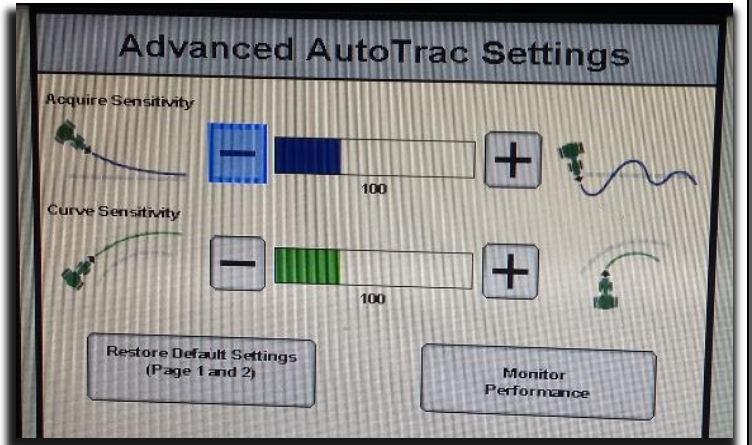 Advanced AutoTrac Settings
Acquire Sensitivity
100
Curve Sensitivity
100
Restore Default Settings
(Page 1 and 2)
Monitor
Performance